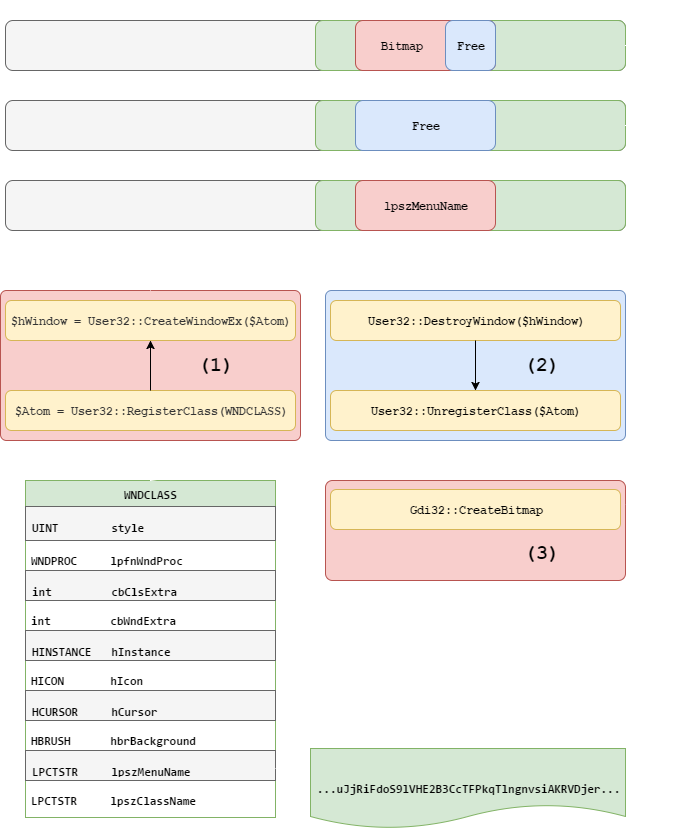 Bitmap Free
Free
lpszMenuName
$hWindow = User32::CreateWindowEx($Atom)
(1)
$Atom = User32::RegisterClass(WNDCLASS)
User32::DestroyWindow($hWindow)
(2)
User32::UnregisterClass($Atom)
WNDCLASS
UINT style
WNDPROC lpfnWndProc
int cbClsExtra
int cbWndExtra
HINSTANCE hInstance
HICON hIcon
HCURSOR hCursor
HBRUSH hbrBackground
LPCTSTR lpszMenuName
LPCTSTR lpszClassName
Gdi32::CreateBitmap
(3)
...uJjRiFdoS9lVHE2B3CcTFPkqTlngnvsiAKRVDjer...